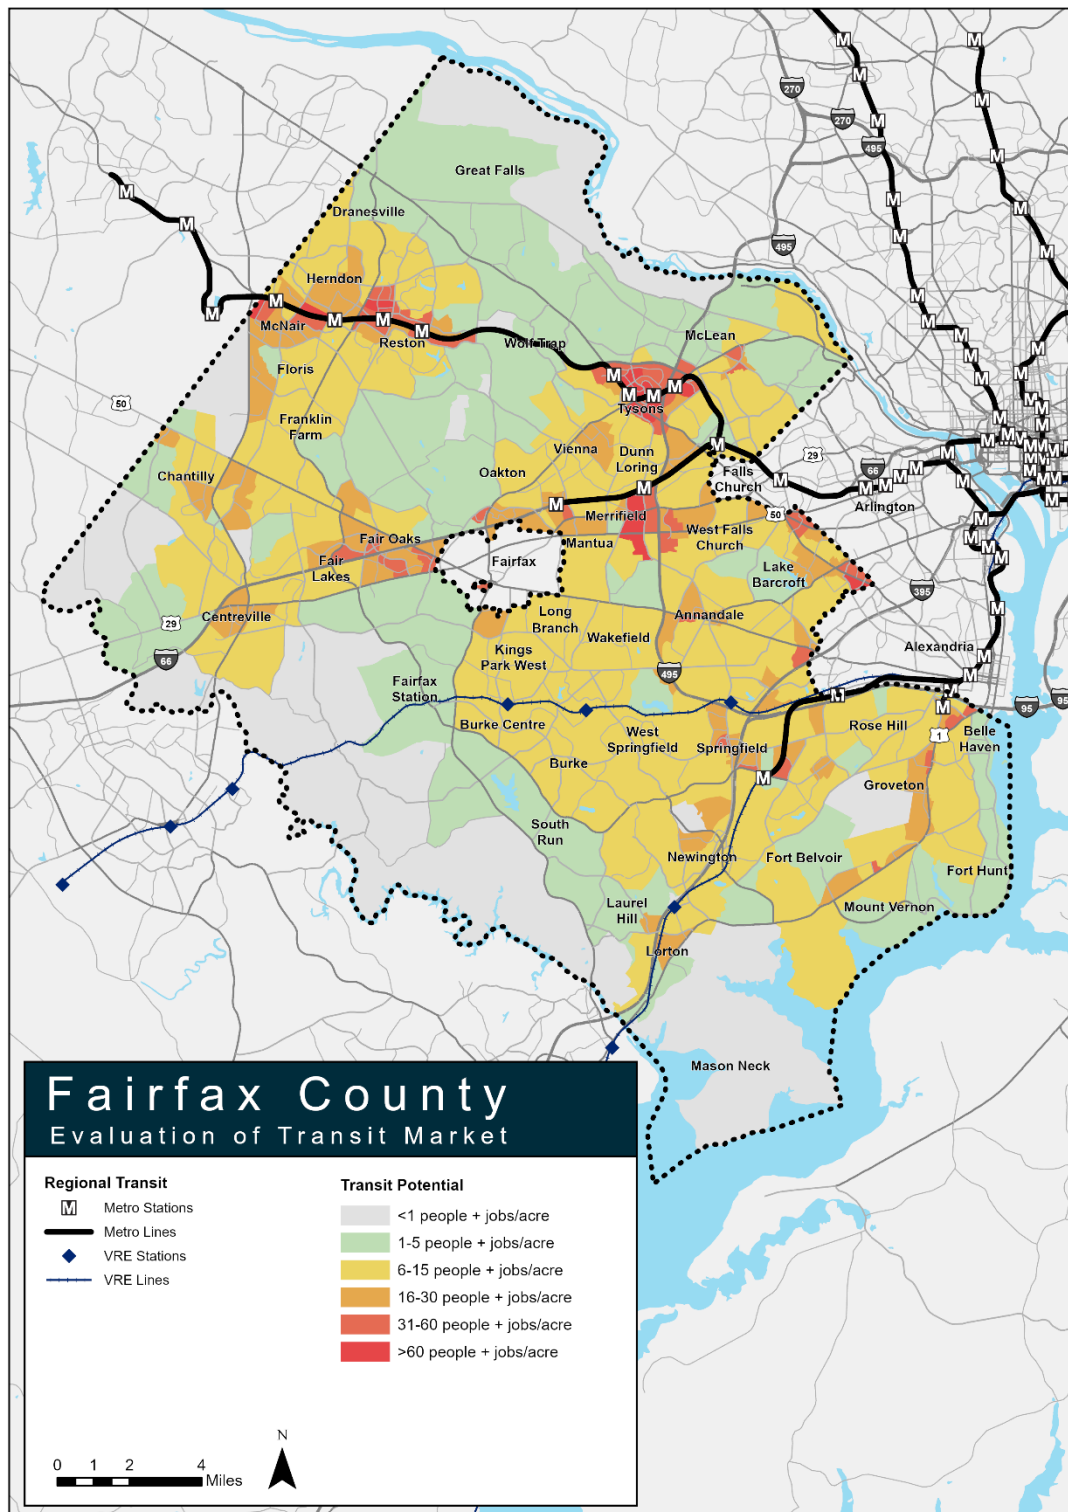 270
270
495
Great Falls
Dranesville
495
Herndon
McNair
Reston
Wolf Trap
McLean
Floris
50
Tysons
Franklin
Farm
Vienna
Dunn
Loring
29
Chantilly
Oakton
Falls
Church
66
Arlington
50
Merrifield
West Falls
Church
Fair Oaks
Mantua
Fair
Lakes
Fairfax
Lake
Barcroft
395
Centreville
29
Long
Branch
Annandale
Wakefield
Kings
Park West
66
Alexandria
495
Fairfax
Station
95
95
Burke Centre
Rose Hill
1
Belle
Haven
West
Springfield
Springfield
Burke
Groveton
South
Run
Newington
Fort Belvoir
Fort Hunt
Laurel
Hill
Mount Vernon
Lorton
Mason Neck
Fairfax County
Evaluation of Transit Market
Regional Transit
M Metro Stations
Metro Lines
VRE Stations
VRE Lines
Transit Potential
<1 people + jobs/acre
1-5 people + jobs/acre
6-15 people + jobs/acre
16-30 people + jobs/acre
31-60 people + jobs/acre
>60 people + jobs/acre
N
0 1 2 4
Miles